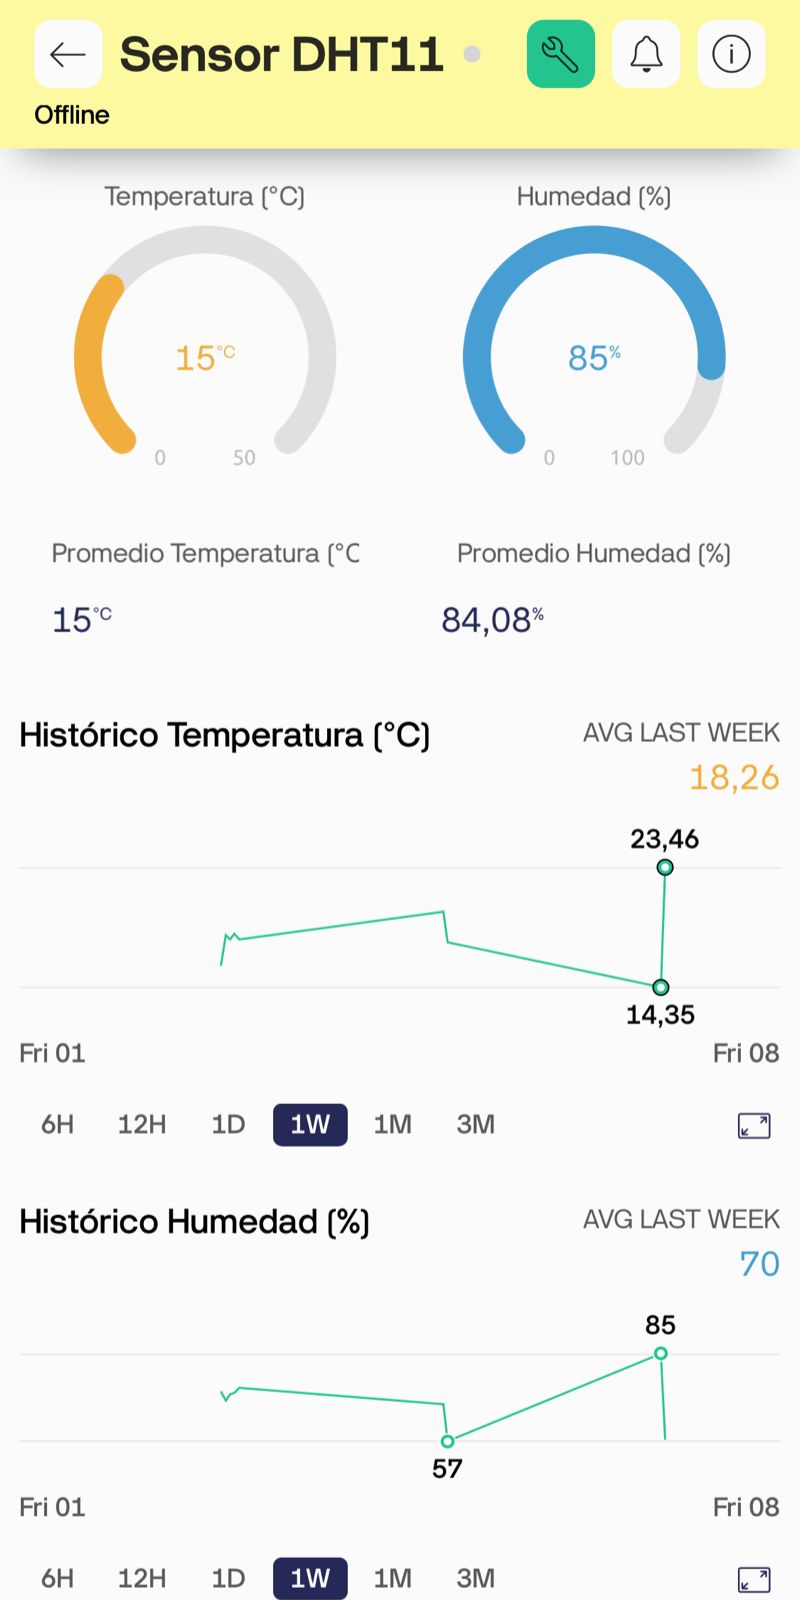 Sensor DHT11
Offline
Temperatura (°C)
Humedad (%)
15°C
85%
0
50
0
100
Promedio Temperatura (°C
Promedio Humedad (%)
15°C
84,08%
Histórico Temperatura (°C)
AVG LAST WEEK
18,26
23,46
14,35
Fri 01
Fri 08
6H 12H 1D 1W 1M 3M
Histórico Humedad (%)
AVG LAST WEEK
70
85
57
Fri 01
Fri 08
6H 12H 1D 1W 1M 3M